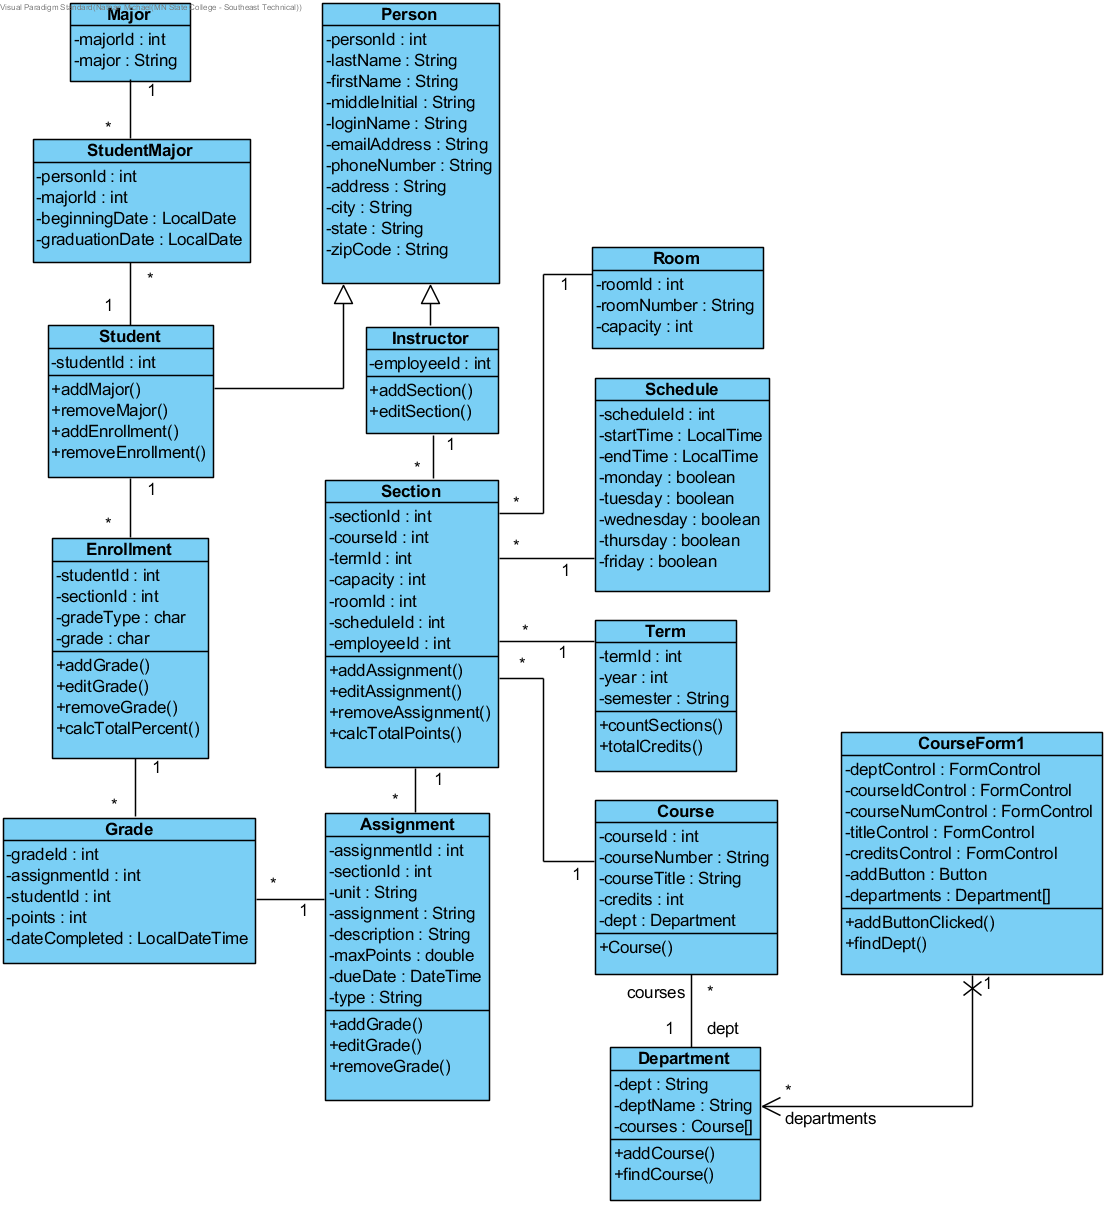 Visual Paradigm Standard(Nathan Michael(MN State College - Southeast Technical))
Major
-majorId : int
-major : String
1
*
StudentMajor
-personId : int
-majorId : int
-beginningDate : LocalDate
-graduationDate : LocalDate
*
1
Student
-studentId : int
+addMajor()
+removeMajor()
+addEnrollment()
+removeEnrollment()
1
*
Enrollment
-studentId : int
-sectionId : int
-gradeType : char
-grade : char
+addGrade()
+editGrade()
+removeGrade()
+calcTotalPercent()
1
*
Grade
-gradeId : int
-assignmentId : int
-studentId : int
-points : int
-dateCompleted : LocalDateTime
*
1
Person
-personId : int
-lastName : String
-firstName : String
-middleInitial : String
-loginName : String
-emailAddress : String
-phoneNumber : String
-address : String
-city : String
-state : String
-zipCode : String
Instructor
-employeeId : int
+addSection()
+editSection()
1
*
Section
-sectionId : int
-courseId : int
-termId : int
-capacity : int
-roomId : int
-scheduleId : int
-employeeId : int
+addAssignment()
+editAssignment()
+removeAssignment()
+calcTotalPoints()
1
*
Assignment
-assignmentId : int
-sectionId : int
-unit : String
-assignment : String
-description : String
-maxPoints : double
-dueDate : DateTime
-type : String
+addGrade()
+editGrade()
+removeGrade()
1
*
Room
-roomId : int
-roomNumber : String
-capacity : int
Schedule
-scheduleId : int
-startTime : LocalTime
-endTime : LocalTime
-monday : boolean
-tuesday : boolean
-wednesday : boolean
-thursday : boolean
-friday : boolean
*
1
Term
-termId : int
-year : int
-semester : String
+countSections()
+totalCredits()
*
1
*
1
Course
-courseId : int
-courseNumber : String
-courseTitle : String
-credits : int
-dept : Department
+Course()
courses *
1 dept
Department
-dept : String
-deptName : String
-courses : Course[]
+addCourse()
+findCourse()
CourseForm1
-deptControl : FormControl
-courseIdControl : FormControl
-courseNumControl : FormControl
-titleControl : FormControl
-creditsControl : FormControl
-addButton : Button
-departments : Department[]
+addButtonClicked()
+findDept()
1
*
departments